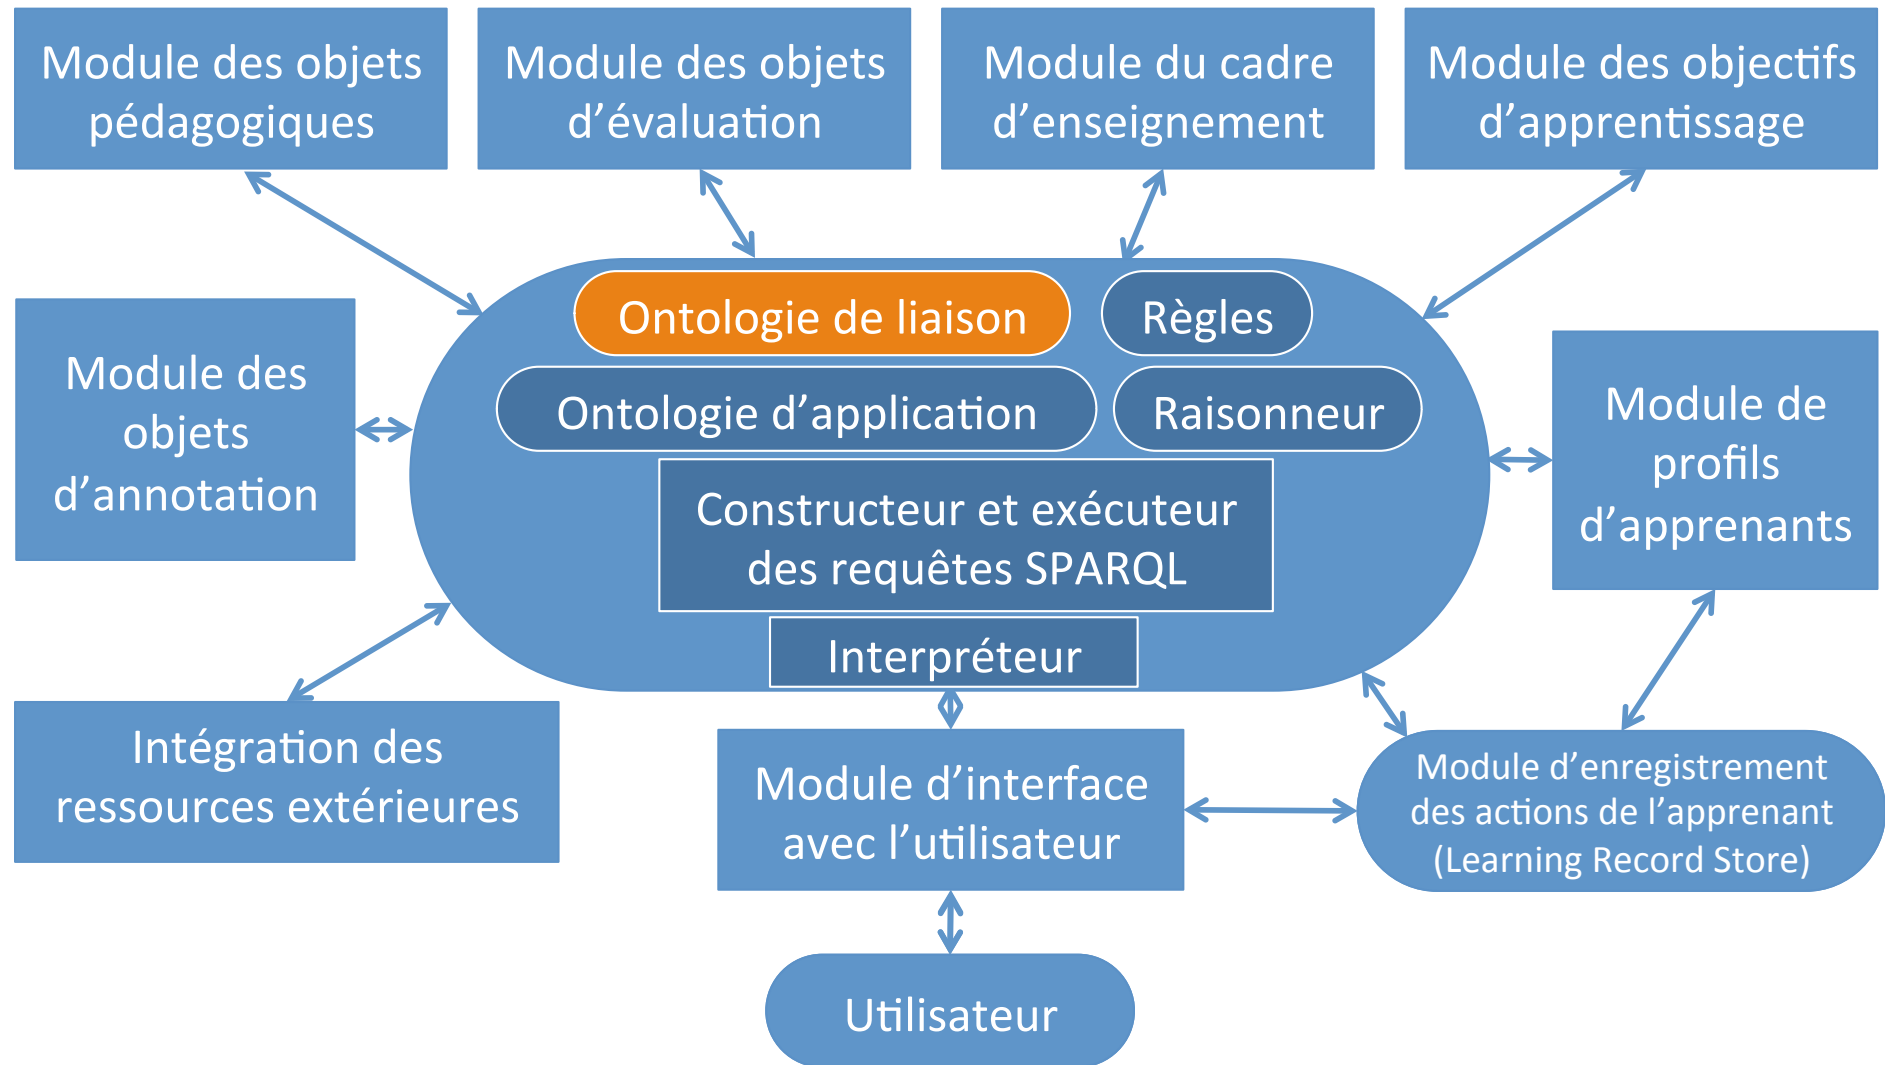 Module des objets
pédagogiques
Module des objets
d’évaluation
Module du cadre
d’enseignement
Module des objectifs
d’apprentissage
Ontologie de liaison
Règles
Ontologie d’application
Raisonneur
Module des
objets
d’annotation
Module de
profils
d’apprenants
Constructeur et exécuteur
des requêtes SPARQL
Interpréteur
Intégration des
ressources extérieures
Module d’interface
avec l’utilisateur
Module d’enregistrement
des actions de l’apprenant
(Learning Record Store)
Utilisateur